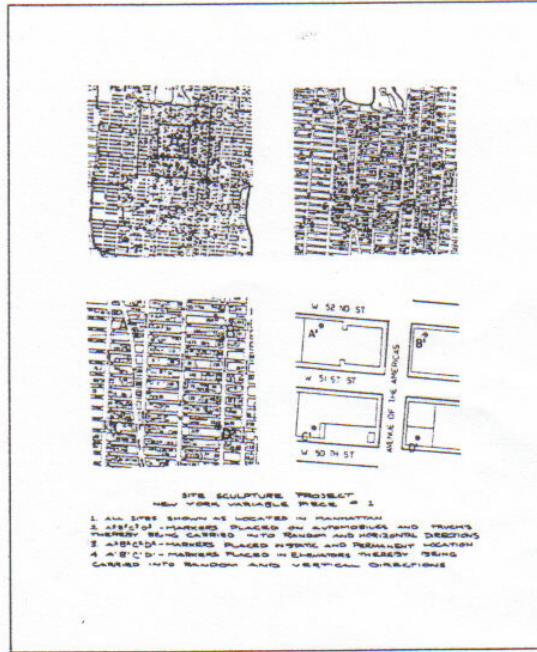 W 52 ND ST
A'
B'
W 51 ST ST
AVENUE OF THE AMERICAS
W 50 TH ST
SITE SCULPTURE PROJECT
NEW YORK VARIABLE PIECE # 1
1. ALL SITES SHOWN AS LOCATED IN MANHATTAN
2 - MARKERS PLACED ON AUTOMOBILES AND TRUCKS
THEREBY BEING CARRIED INTO RANDOM AND HORIZONTAL DIRECTIONS
3 - MARKERS PLACED IN STATIC AND PERMANENT LOCATION
4 A'B'C'D' - MARKERS PLACED IN ELEVATORS THEREBY BEING
CARRIED INTO RANDOM AND VERTICAL DIRECTIONS